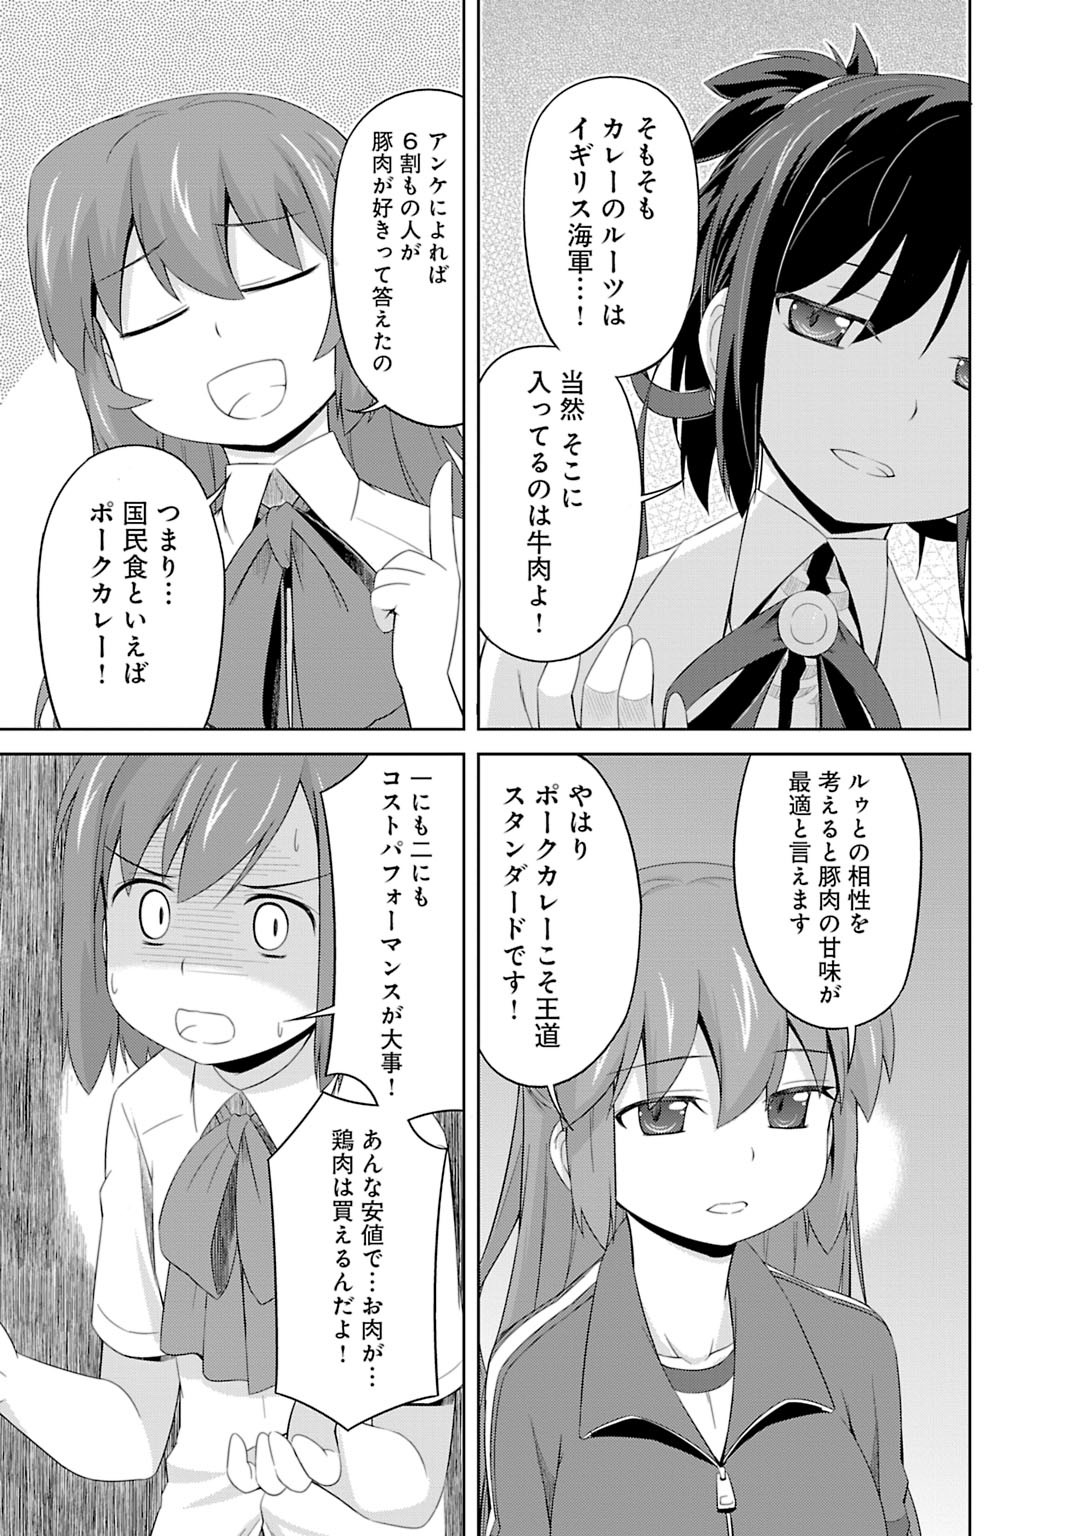 そもそも
カレーのルーツは
イギリス海軍…！
当然 そこに
入ってるのは牛肉よ！
アンケによれば
6割もの人が
豚肉が好きって答えたの
つまり…
国民食といえば
ポークカレー！
ルゥとの相性を
考えると豚肉の甘味が
最適と言えます
やはり
ポークカレーこそ王道
スタンダードです！
一にも二にも
コストパフォーマンスが大事！
あんな安値で…お肉が…
鶏肉は買えるんだよ！